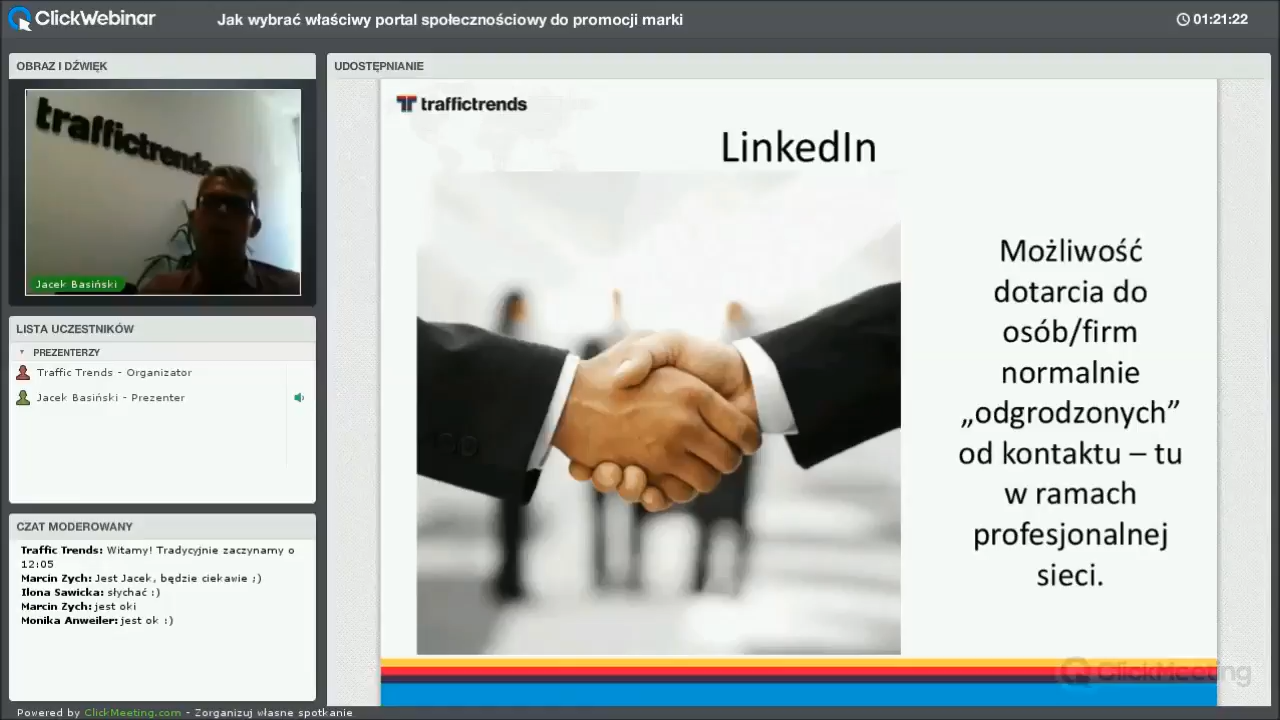 ClickWebinar
Jak wybrać właściwy portal społecznościowy do promocji marki
01:21:22
OBRAZ I DŹWIĘK
traffictrends
Jacek Basiński
LISTA UCZESTNIKÓW
PREZENTERZY
Traffic Trends - Organizator
Jacek Basiński - Prezenter
CZAT MODEROWANY
Traffic Trends: Witamy! Tradycyjnie zaczynamy o
12:05
Marcin Zych: Jest Jacek, będzie ciekawie ;)
Ilona Sawicka: słychać :)
Marcin Zych: jest oki
Monika Anweiler: jest ok :)
UDOSTĘPNIANIE
traffictrends
LinkedIn
Możliwość
dotarcia do
osób/firm
normalnie
„odgrodzonych”
od kontaktu – tu
w ramach
profesjonalnej
sieci.
ClickMeeting
Powered by ClickMeeting.com - Zorganizuj własne spotkanie